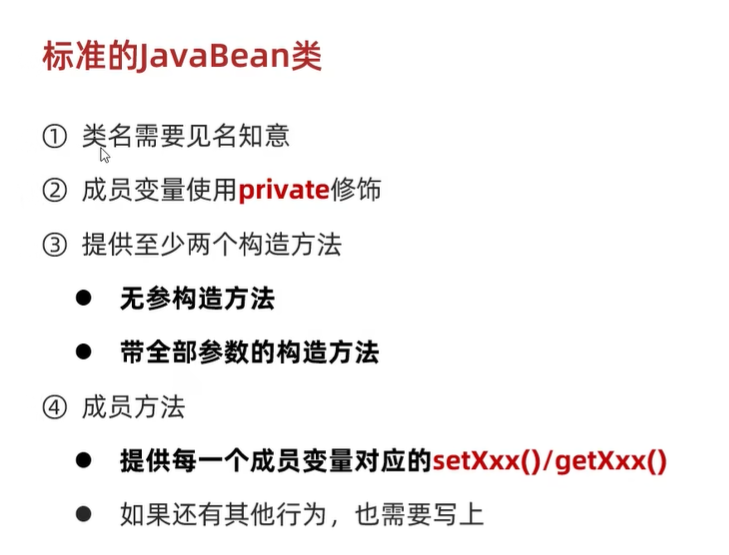 标准的JavaBean类
① 类名需要见名知意
② 成员变量使用private修饰
③ 提供至少两个构造方法
● 无参构造方法
● 带全部参数的构造方法
④ 成员方法
● 提供每一个成员变量对应的setXxx()/getXxx()
● 如果还有其他行为，也需要写上